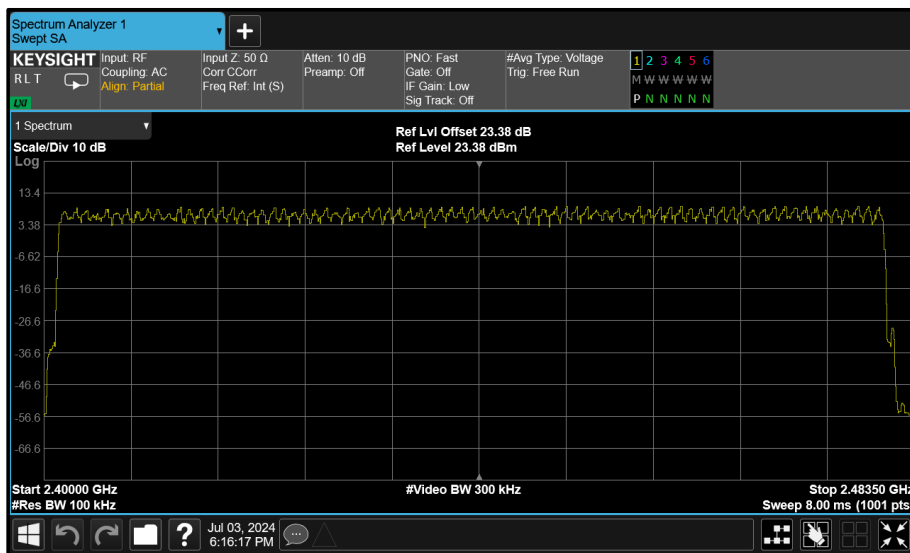 Spectrum Analyzer 1
Swept SA
+
KEYSIGHT
R L T
LXI
Input: RF
Coupling: AC
Align: Partial
Input Z: 50 Ω
Corr CCorr
Freq Ref: Int (S)
Atten: 10 dB
Preamp: Off
PNO: Fast
Gate: Off
IF Gain: Low
Sig Track: Off
#Avg Type: Voltage
Trig: Free Run
1 2 3 4 5 6
M W W W W W
P N N N N N
1 Spectrum
Scale/Div 10 dB
Log
Ref Lvl Offset 23.38 dB
Ref Level 23.38 dBm
13.4
3.38
-6.62
-16.6
-26.6
-36.6
-46.6
-56.6
-66.6
Start 2.40000 GHz
#Res BW 100 kHz
#Video BW 300 kHz
Stop 2.48350 GHz
Sweep 8.00 ms (1001 pts
?
Jul 03, 2024
6:16:17 PM